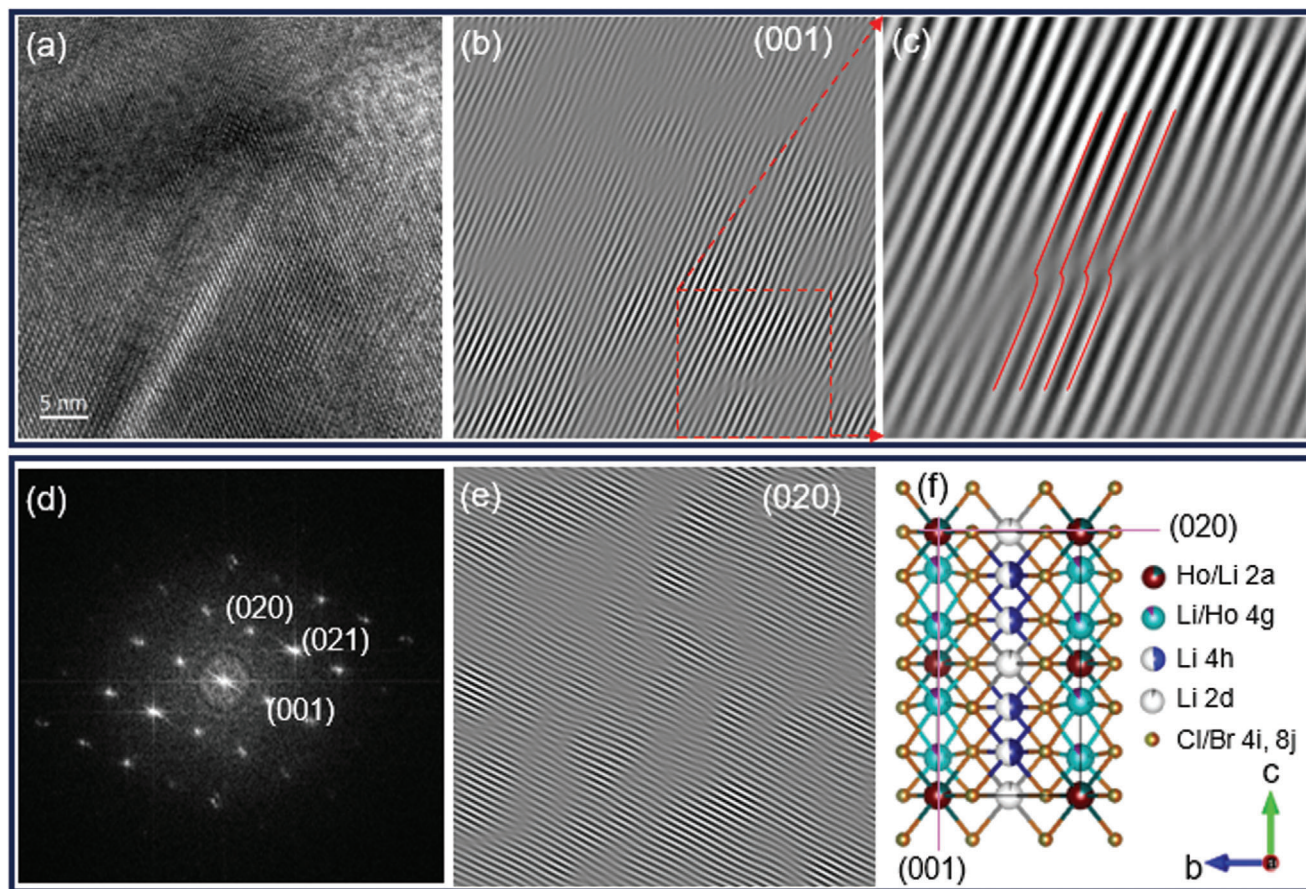 (a)
5 nm
(b)
(001)
(c)
(d)
(020)
(021)
(001)
(e)
(020)
(f)
(020)
Ho/Li 2a
Li/Ho 4g
Li 4h
Li 2d
Cl/Br 4i, 8j
(001)
c
b